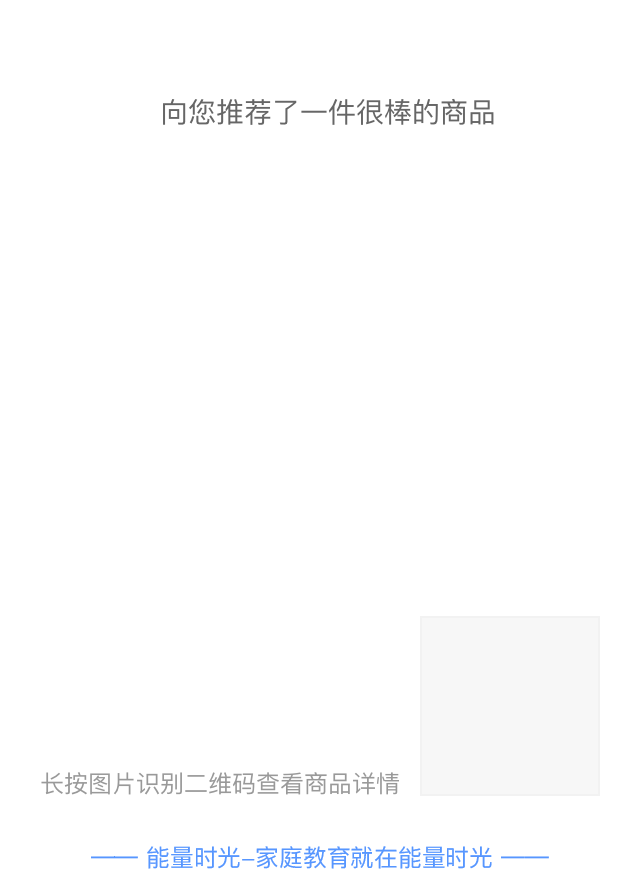 向您推荐了一件很棒的商品
长按图片识别二维码查看商品详情
—— 能量时光–家庭教育就在能量时光 ——